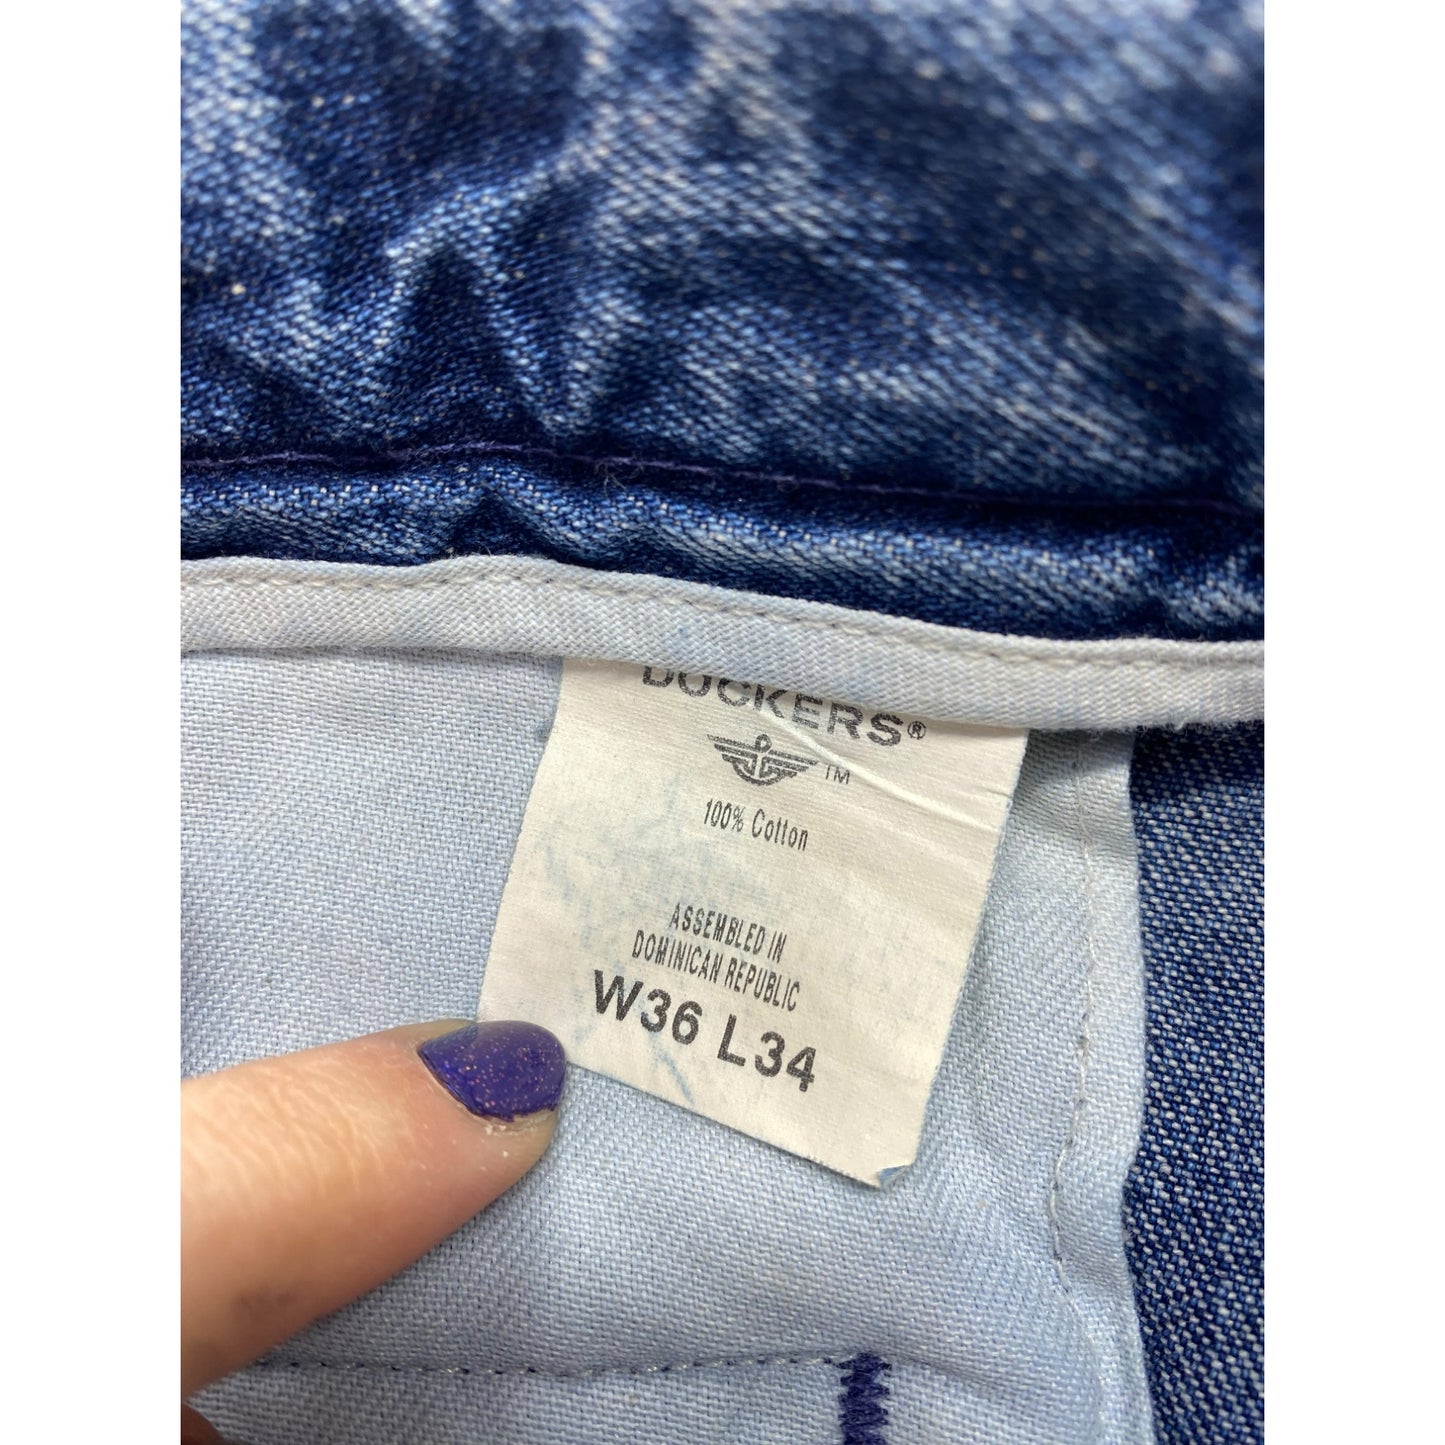 DOCKERS®
TM
100% Cotton
ASSEMBLED IN
DOMINICAN REPUBLIC
W36 L34